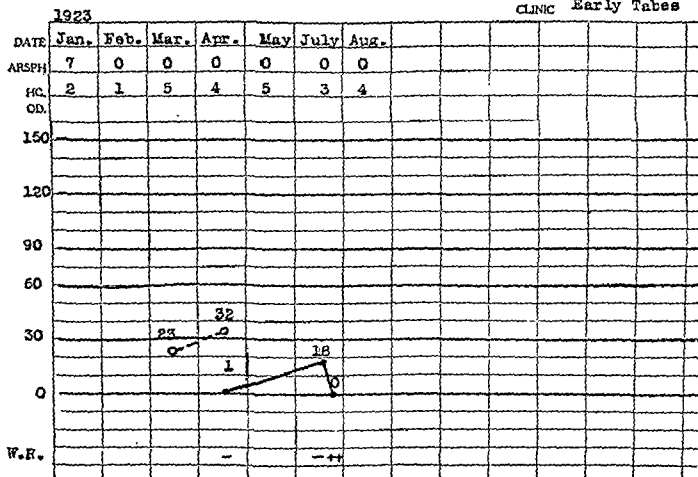 1923 CLINIC Early Tabes
DATE Jan. Feb. Mar. Apr. May July Aug.
ARSPH 7 0 0 0 0 0 0
HG. 2 1 5 4 5 3 4
OD.
150
120
90
60
32
30 23
18
1 0
0
W.R. - -++